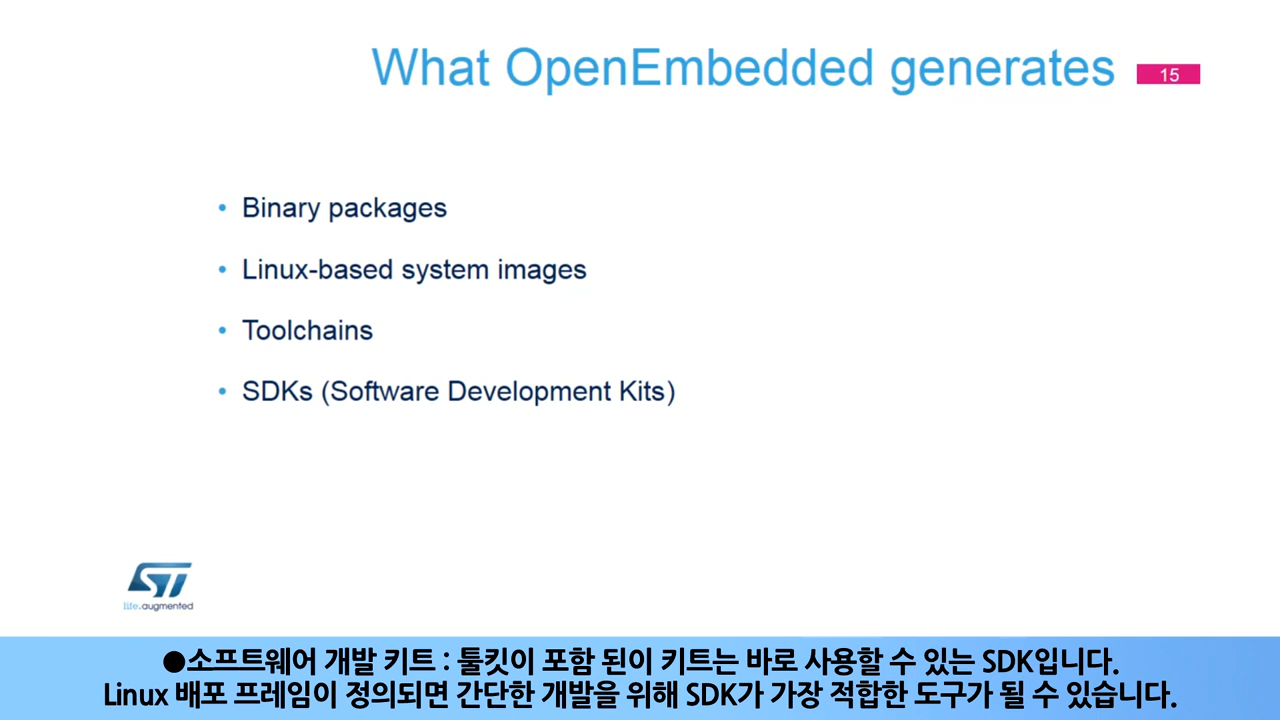 What OpenEmbedded generates
15
• Binary packages
• Linux-based system images
• Toolchains
• SDKs (Software Development Kits)
ST
life.augmented
●소프트웨어 개발 키트 : 툴킷이 포함 된이 키트는 바로 사용할 수 있는 SDK입니다.
Linux 배포 프레임이 정의되면 간단한 개발을 위해 SDK가 가장 적합한 도구가 될 수 있습니다.